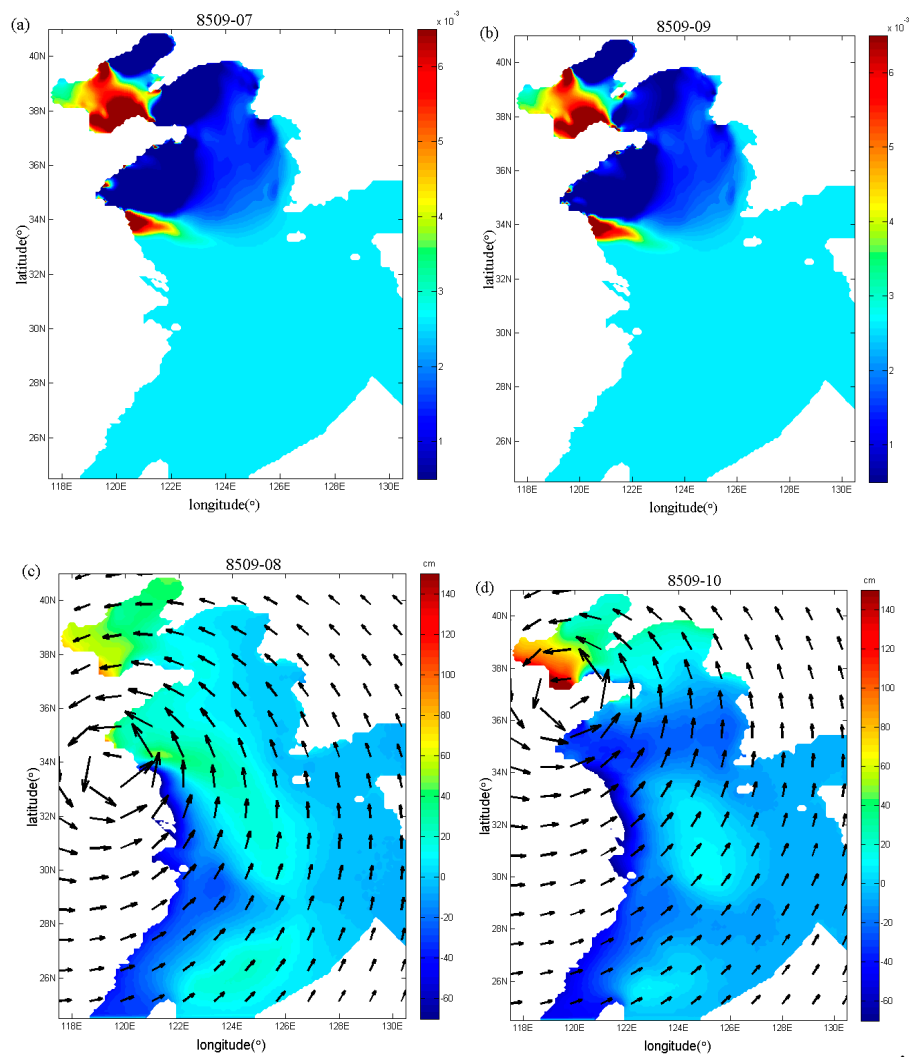 (a)
8509-07
x 10⁻³
40N
38N
36N
34N
32N
30N
28N
26N
latitude(°)
118E 120E 122E 124E 126E 128E 130E
longitude(°)
6
5
4
3
2
1
(b)
8509-09
x 10⁻³
40N
38N
36N
34N
32N
30N
28N
26N
latitude(°)
118E 120E 122E 124E 126E 128E 130E
longitude(°)
6
5
4
3
2
1
(c)
8509-08
cm
40N
38N
36N
34N
32N
30N
28N
26N
latitude(°)
118E 120E 122E 124E 126E 128E 130E
longitude(°)
140
120
100
80
60
40
20
0
-20
-40
-60
(d)
8509-10
cm
40N
38N
36N
34N
32N
30N
28N
26N
latitude(°)
118E 120E 122E 124E 126E 128E 130E
longitude(°)
140
120
100
80
60
40
20
0
-20
-40
-60